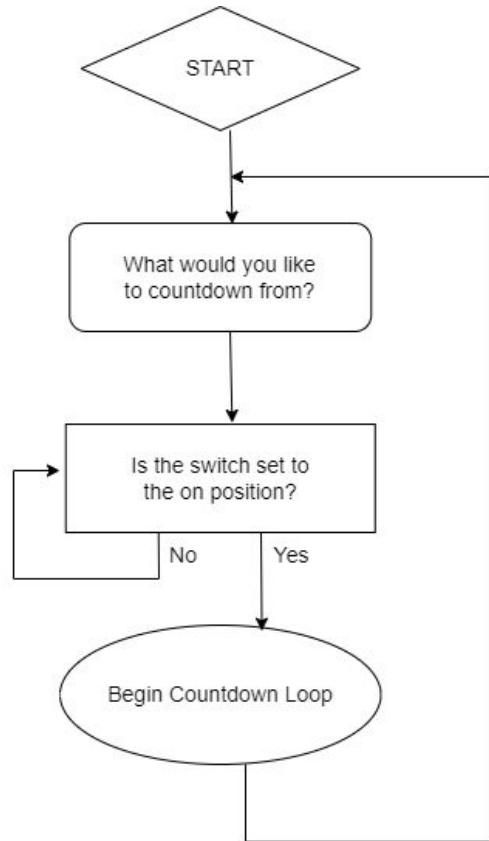 START
What would you like
to countdown from?
Is the switch set to
the on position?
No
Yes
Begin Countdown Loop